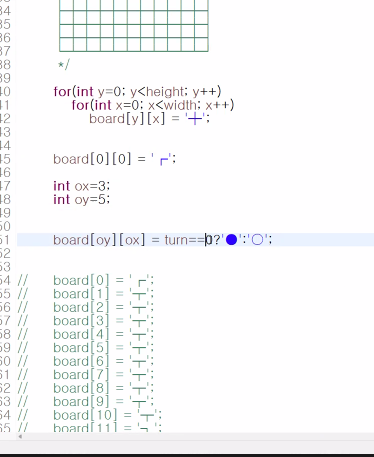 34
35
36
37
38 */
39
40 for(int y=0; y<height; y++)
41 for(int x=0; x<width; x++)
42 board[y][x] = '┼';
43
44
45 board[0][0] = '┌';
46
47 int ox=3;
48 int oy=5;
49
50
51 board[oy][ox] = turn==0?'●':'○';
52
53
54 // board[0] = '┌';
55 // board[1] = '┬';
56 // board[2] = '┬';
57 // board[3] = '┬';
58 // board[4] = '┬';
59 // board[5] = '┬';
60 // board[6] = '┬';
61 // board[7] = '┬';
62 // board[8] = '┬';
63 // board[9] = '┬';
64 // board[10] = '┬';
65 // board[11] = '┐';